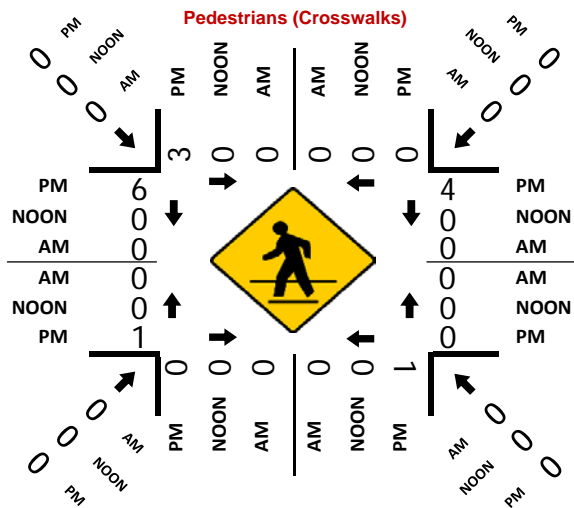 Pedestrians (Crosswalks)
0 PM
0 NOON
0 AM
PM NOON AM AM NOON PM
PM 0
NOON 0
AM 0
3 0 0 0 0 0
PM 6 4 PM
NOON 0 0 NOON
AM 0 0 AM
AM 0 0 AM
NOON 0 0 NOON
PM 1 0 PM
0 0 0 0 0 1
PM NOON AM AM NOON PM
0 AM
0 NOON
0 PM
AM 0
NOON 0
PM 0